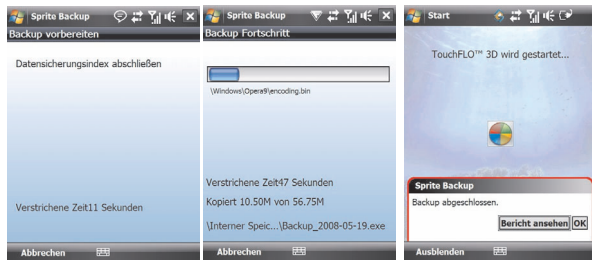 Sprite Backup
Backup vorbereiten
Datensicherungsindex abschließen
Verstrichene Zeit11 Sekunden
Abbrechen
Sprite Backup
Backup Fortschritt
\Windows\Opera9\encoding.bin
Verstrichene Zeit47 Sekunden
Kopiert 10.50M von 56.75M
\Interner Speic...\Backup_2008-05-19.exe
Abbrechen
Start
TouchFLO™ 3D wird gestartet...
Sprite Backup
Backup abgeschlossen.
Bericht ansehen OK
Ausblenden